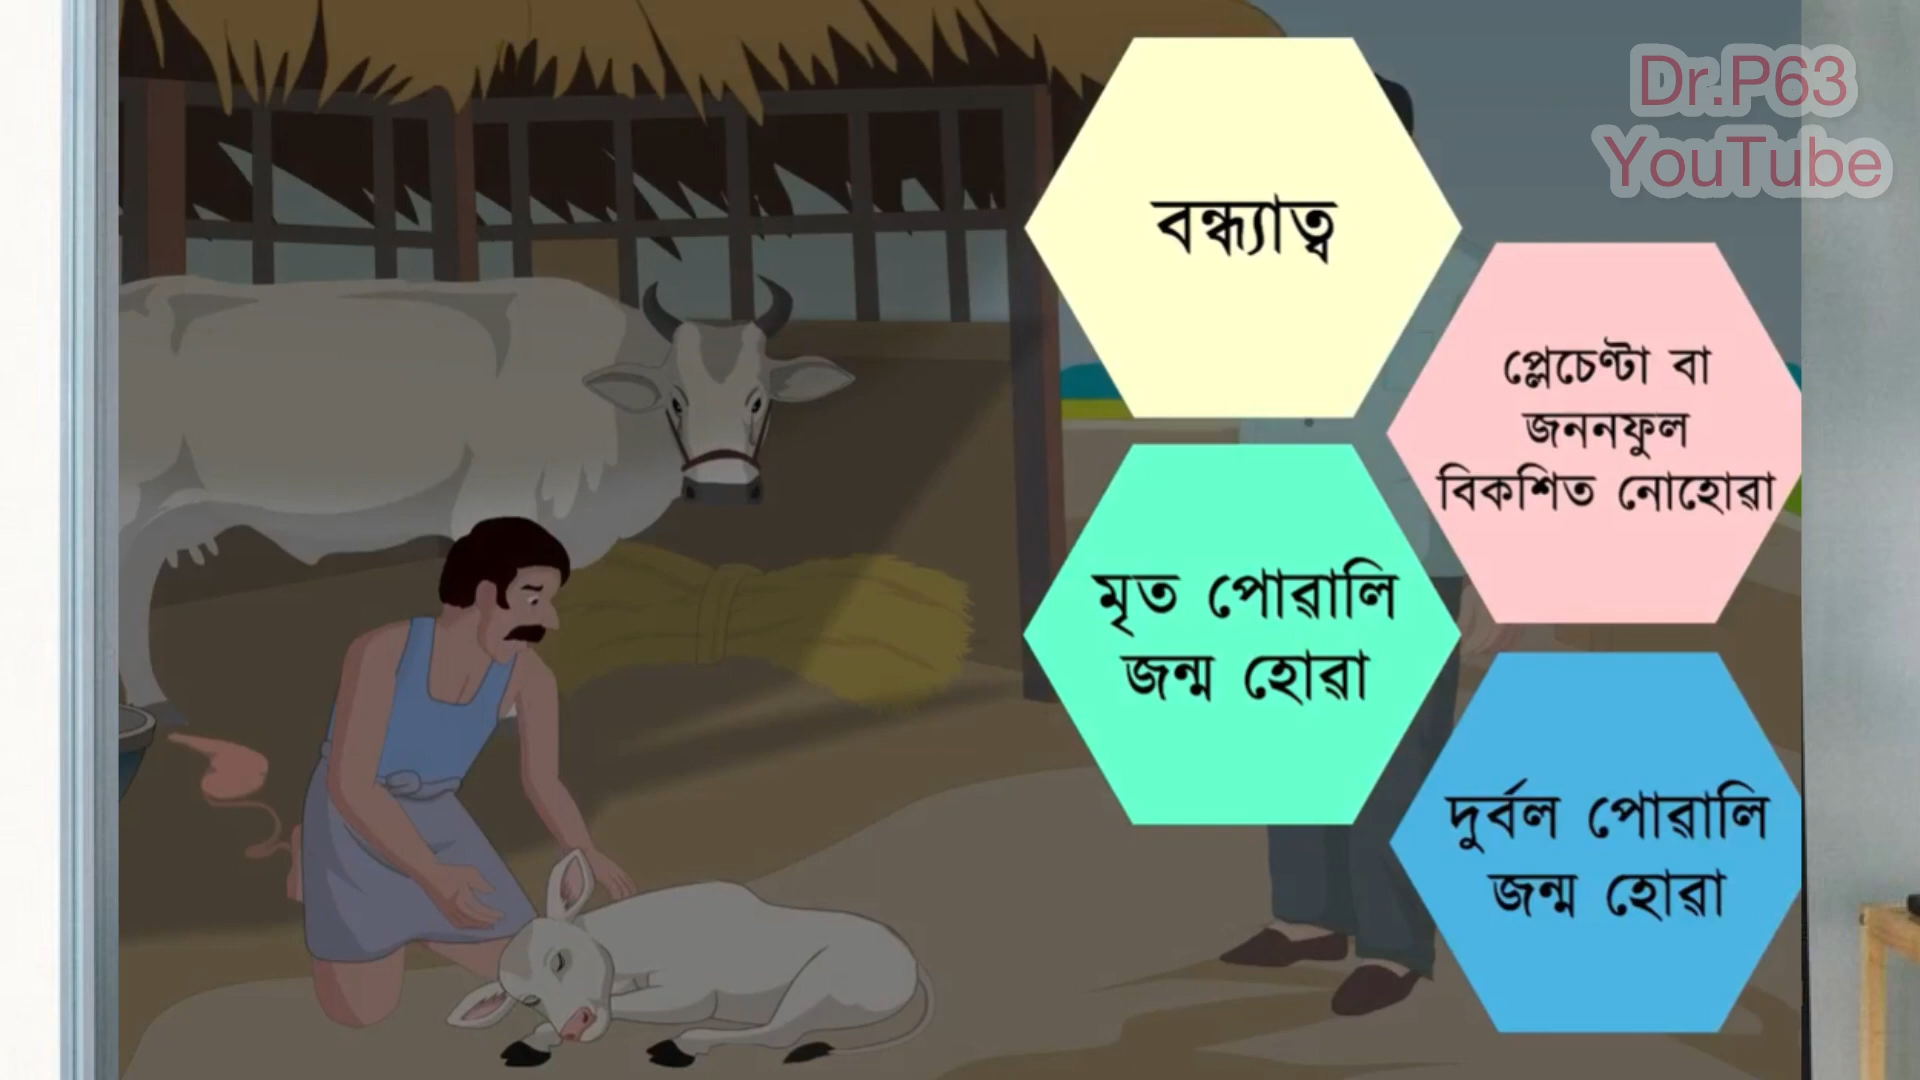 Dr.P63
YouTube
বন্ধ্যাত্ব
প্লেচেণ্টা বা
জননফুল
বিকশিত নোহোৱা
মৃত পোৱালি
জন্ম হোৱা
দুৰ্বল পোৱালি
জন্ম হোৱা